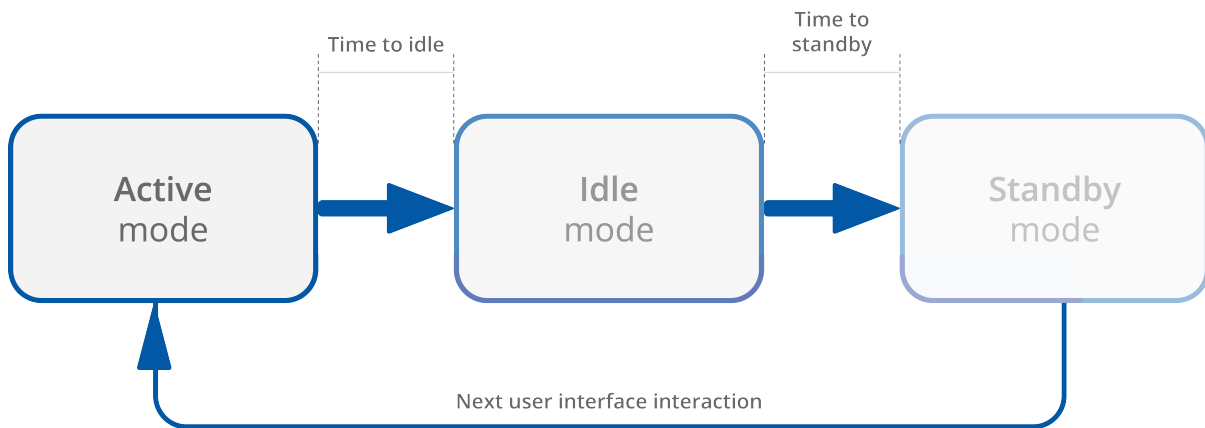 Time to idle
Time to
standby
Active
mode
Idle
mode
Standby
mode
Next user interface interaction